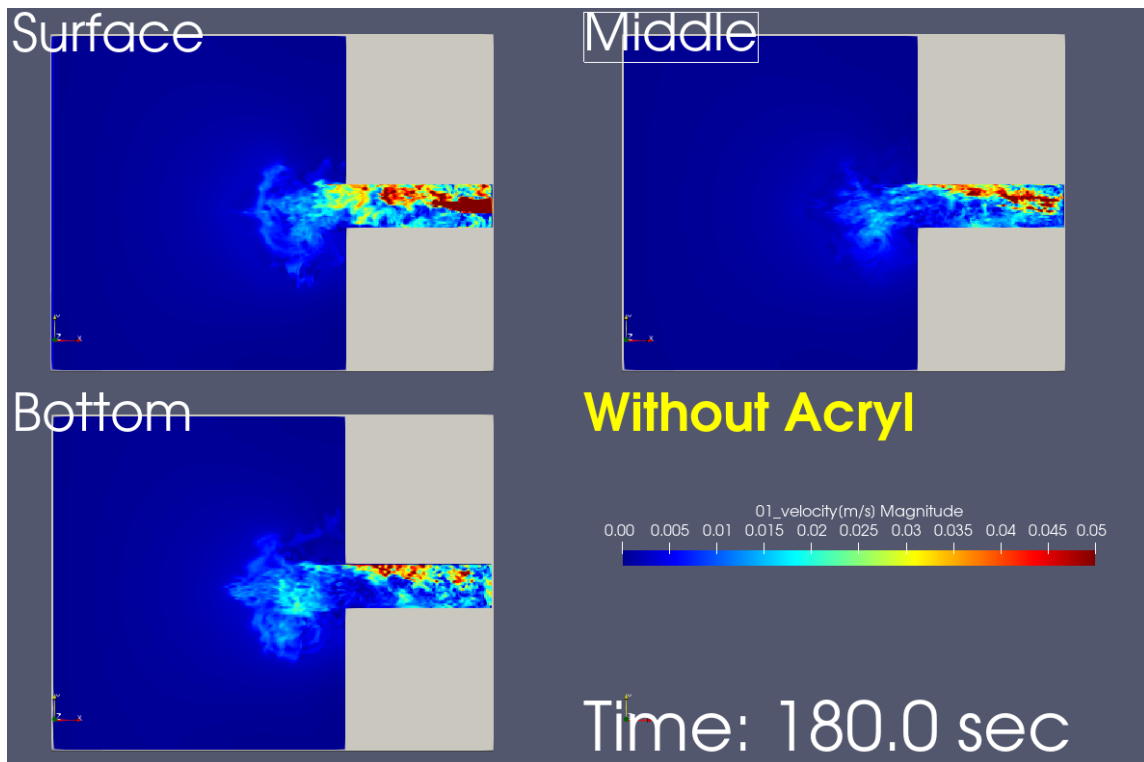 Surface
Middle
Y
Z X
Y
Z X
Bottom
Without Acryl
01_velocity[m/s] Magnitude
0.00 0.005 0.01 0.015 0.02 0.025 0.03 0.035 0.04 0.045 0.05
Y
Z X
Time: 180.0 sec